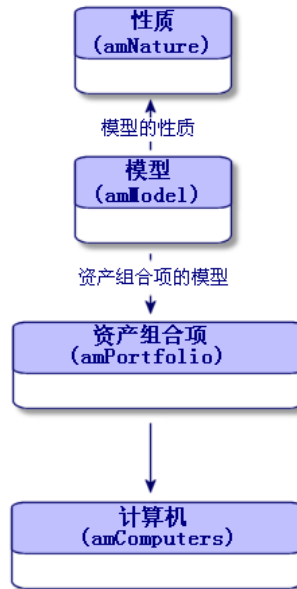 性质
(amNature)
模型的性质
模型
(amModel)
资产组合项的模型
资产组合项
(amPortfolio)
计算机
(amComputers)